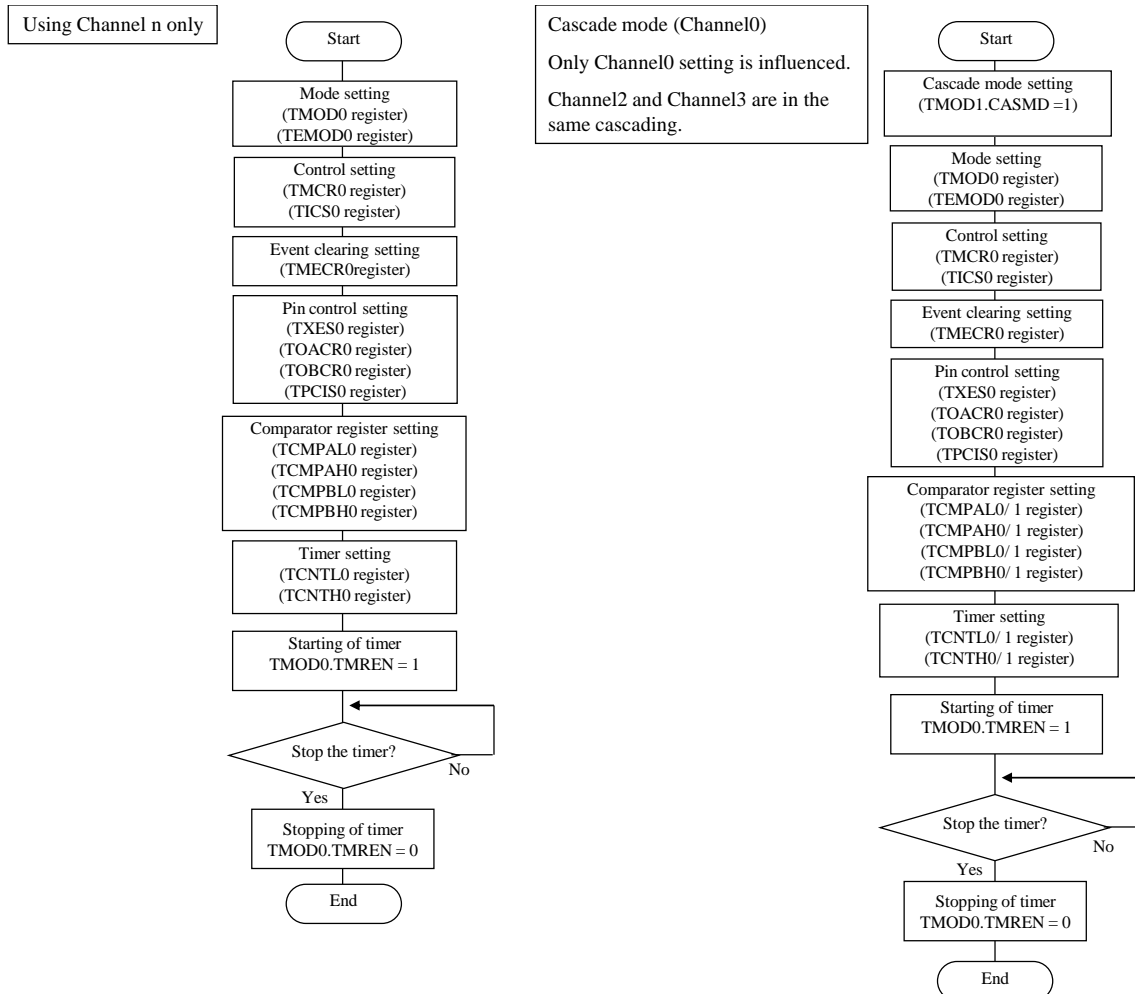 Using Channel n only
Start
Mode setting
(TMOD0 register)
(TEMOD0 register)
Control setting
(TMCR0 register)
(TICS0 register)
Event clearing setting
(TMECR0register)
Pin control setting
(TXES0 register)
(TOACR0 register)
(TOBCR0 register)
(TPCIS0 register)
Comparator register setting
(TCMPAL0 register)
(TCMPAH0 register)
(TCMPBL0 register)
(TCMPBH0 register)
Timer setting
(TCNTL0 register)
(TCNTH0 register)
Starting of timer
TMOD0.TMREN = 1
Stop the timer?
No
Yes
Stopping of timer
TMOD0.TMREN = 0
End
Cascade mode (Channel0)
Only Channel0 setting is influenced.
Channel2 and Channel3 are in the
same cascading.
Start
Cascade mode setting
(TMOD1.CASMD =1)
Mode setting
(TMOD0 register)
(TEMOD0 register)
Control setting
(TMCR0 register)
(TICS0 register)
Event clearing setting
(TMECR0 register)
Pin control setting
(TXES0 register)
(TOACR0 register)
(TOBCR0 register)
(TPCIS0 register)
Comparator register setting
(TCMPAL0/ 1 register)
(TCMPAH0/ 1 register)
(TCMPBL0/ 1 register)
(TCMPBH0/ 1 register)
Timer setting
(TCNTL0/ 1 register)
(TCNTH0/ 1 register)
Starting of timer
TMOD0.TMREN = 1
Stop the timer?
No
Yes
Stopping of timer
TMOD0.TMREN = 0
End